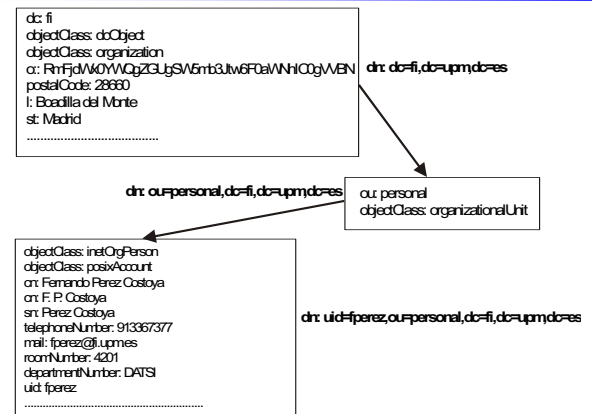 dc: fi
objectClass: dcObject
objectClass: organization
postalCode: 28660
l: Boadilla del Monte
st: Madrid
.......................................
dn: dc=fi,dc=upm,dc=es
dn: ou=personal,dc=fi,dc=upm,dc=es
ou: personal
objectClass: organizationalUnit
objectClass: inetOrgPerson
objectClass: posixAccount
cn: Fernando Perez Costoya
cn: F. P. Costoya
sn: Perez Costoya
telephoneNumber: 913367377
mail: fperez@fi.upm.es
roomNumber: 4201
departmentNumber: DATSI
uid: fperez
............................................................
dn: uid=fperez,ou=personal,dc=fi,dc=upm,dc=es